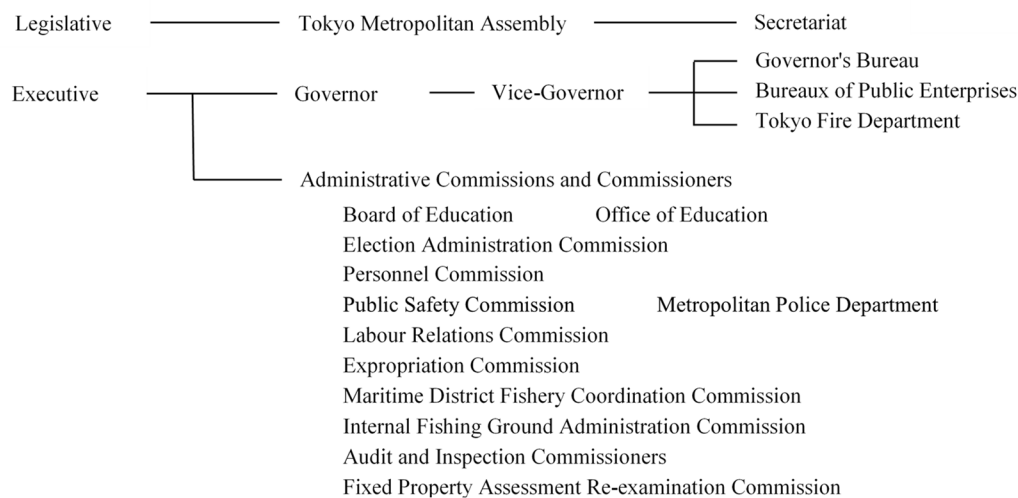 Legislative Tokyo Metropolitan Assembly Secretariat
Governor's Bureau
Executive Governor Vice-Governor Bureaux of Public Enterprises
Tokyo Fire Department
Administrative Commissions and Commissioners
Board of Education Office of Education
Election Administration Commission
Personnel Commission
Public Safety Commission Metropolitan Police Department
Labour Relations Commission
Expropriation Commission
Maritime District Fishery Coordination Commission
Internal Fishing Ground Administration Commission
Audit and Inspection Commissioners
Fixed Property Assessment Re-examination Commission